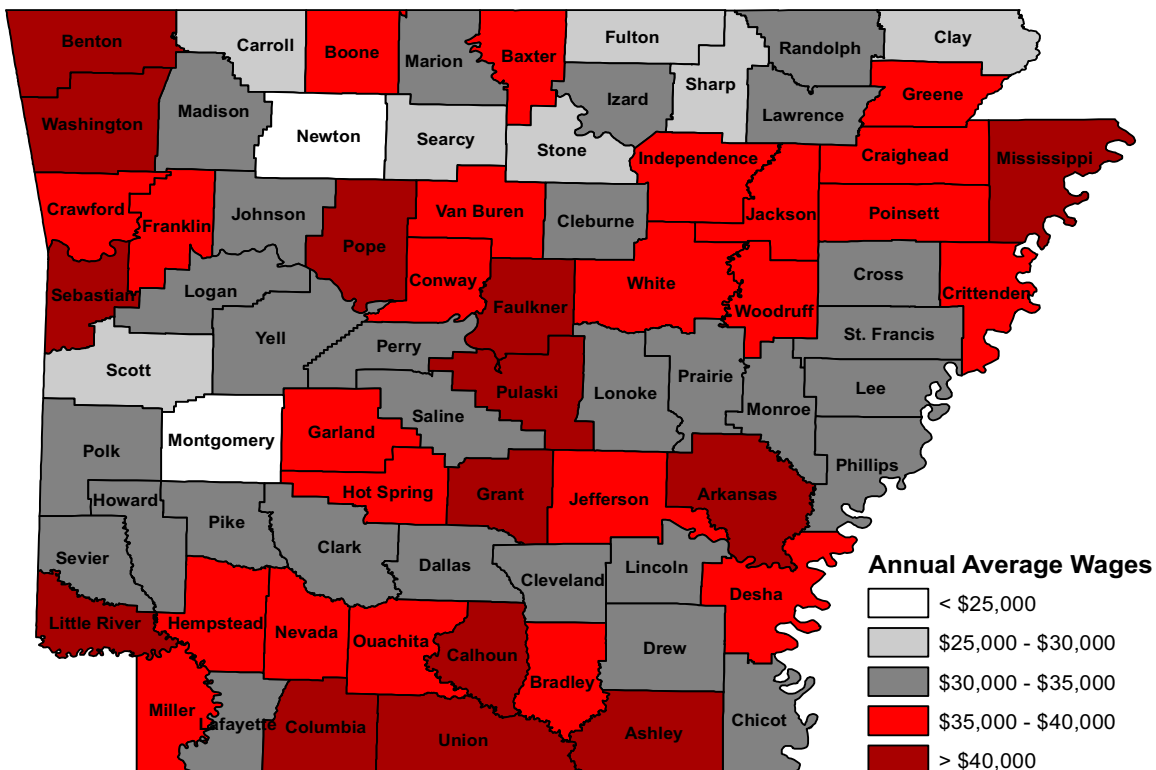 Benton
Carroll
Boone
Marion
Baxter
Fulton
Sharp
Randolph
Clay
Washington
Madison
Newton
Searcy
Stone
Izard
Lawrence
Greene
Crawford
Franklin
Johnson
Pope
Van Buren
Cleburne
Independence
Jackson
Craighead
Mississippi
Poinsett
Sebastian
Logan
Conway
Faulkner
White
Woodruff
Cross
Crittenden
Scott
Yell
Perry
Pulaski
Lonoke
Prairie
Monroe
St. Francis
Lee
Polk
Montgomery
Garland
Saline
Hot Spring
Grant
Jefferson
Arkansas
Phillips
Howard
Pike
Sevier
Clark
Dallas
Cleveland
Lincoln
Desha
Little River
Hempstead
Nevada
Ouachita
Calhoun
Bradley
Drew
Miller
Lafayette
Columbia
Union
Ashley
Chicot
Annual Average Wages
< $25,000
$25,000 - $30,000
$30,000 - $35,000
$35,000 - $40,000
> $40,000